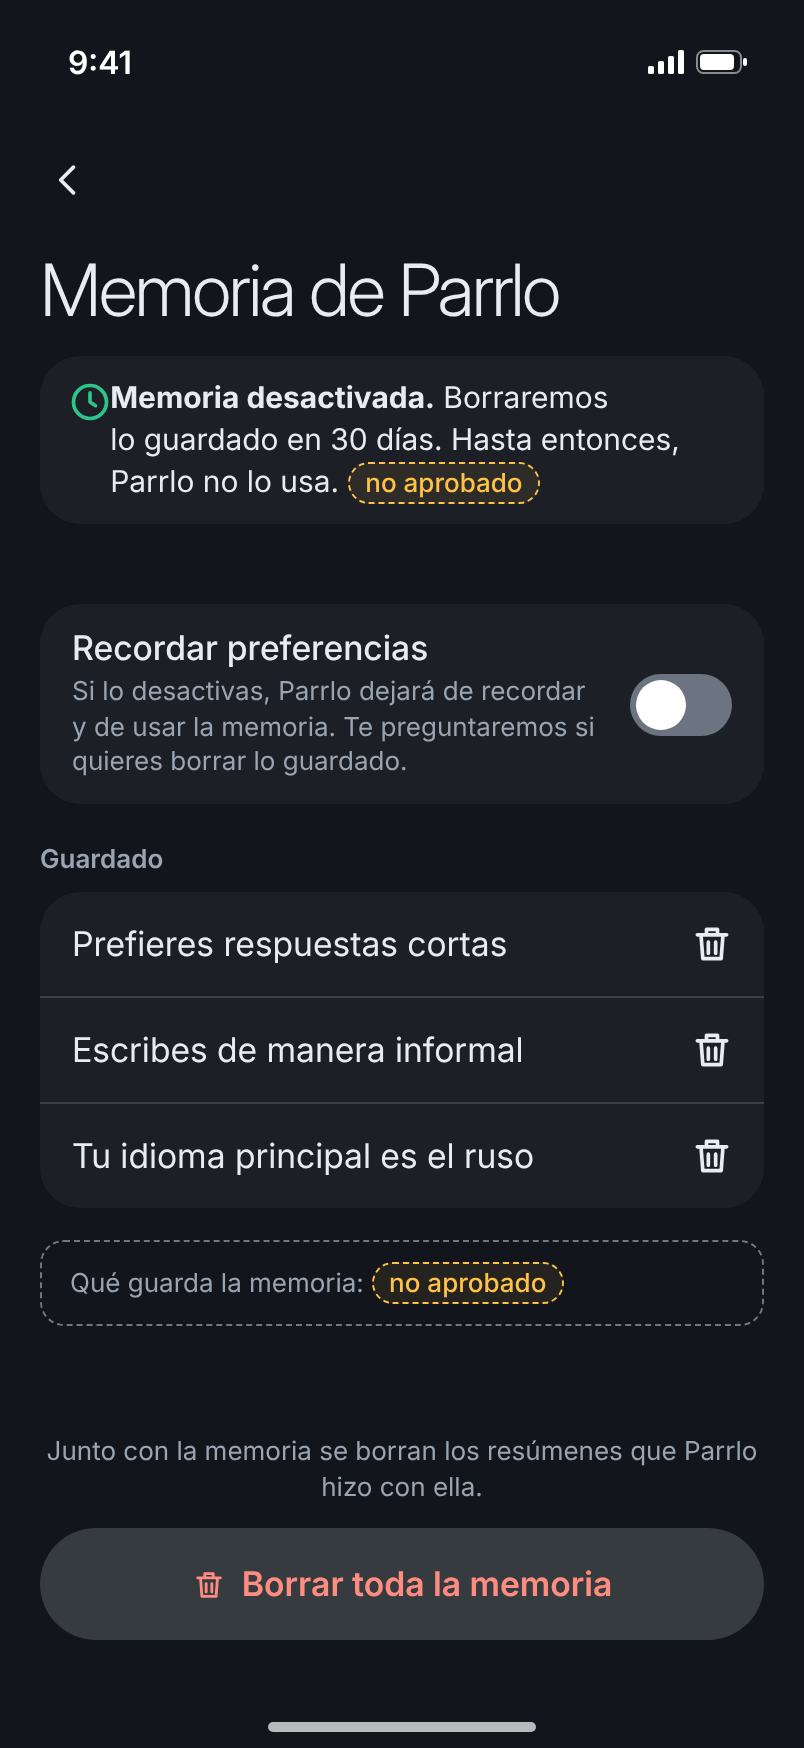 9:41
Memoria de Parrlo
Memoria desactivada. Borraremos
lo guardado en 30 días. Hasta entonces,
Parrlo no lo usa. no aprobado
Recordar preferencias
Si lo desactivas, Parrlo dejará de recordar
y de usar la memoria. Te preguntaremos si
quieres borrar lo guardado.
Guardado
Prefieres respuestas cortas
Escribes de manera informal
Tu idioma principal es el ruso
Qué guarda la memoria: no aprobado
Junto con la memoria se borran los resúmenes que Parrlo
hizo con ella.
Borrar toda la memoria